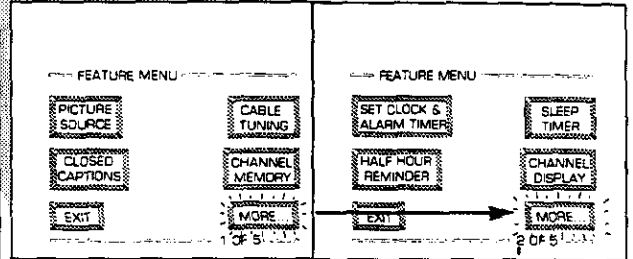 FEATURE MENU
PICTURE SOURCE
CABLE TUNING
CLOSED CAPTIONS
CHANNEL MEMORY
EXIT
MORE...
1 OF 5
FEATURE MENU
SET CLOCK & ALARM TIMER
SLEEP TIMER
HALF HOUR REMINDER
CHANNEL DISPLAY
EXIT
MORE...
2 OF 5